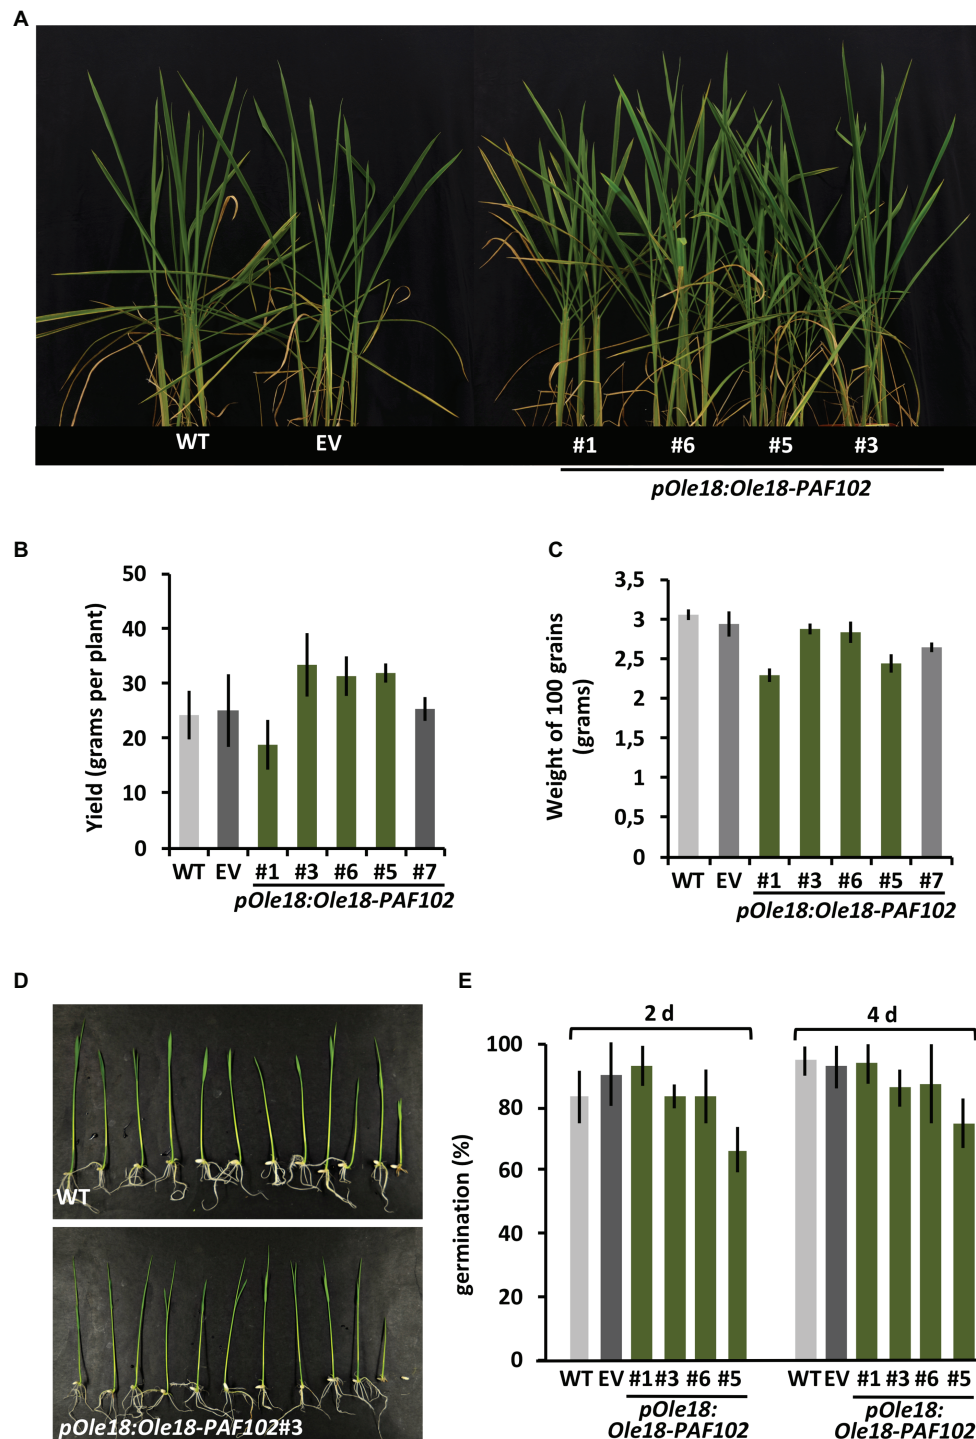 A
WT EV #1 #6 #5 #3
pOle18:Ole18-PAF102
B
Yield (grams per plant)
50
40
30
20
10
0
WT EV #1 #3 #6 #5 #7
pOle18:Ole18-PAF102
C
Weight of 100 grains
(grams)
3,5
3
2,5
2
1,5
1
0,5
0
WT EV #1 #3 #6 #5 #7
pOle18:Ole18-PAF102
D
WT
pOle18:Ole18-PAF102#3
E
2 d 4 d
germination (%)
100
80
60
40
20
0
WT EV #1 #3 #6 #5 WT EV #1 #3 #6 #5
pOle18: pOle18:
Ole18-PAF102 Ole18-PAF102